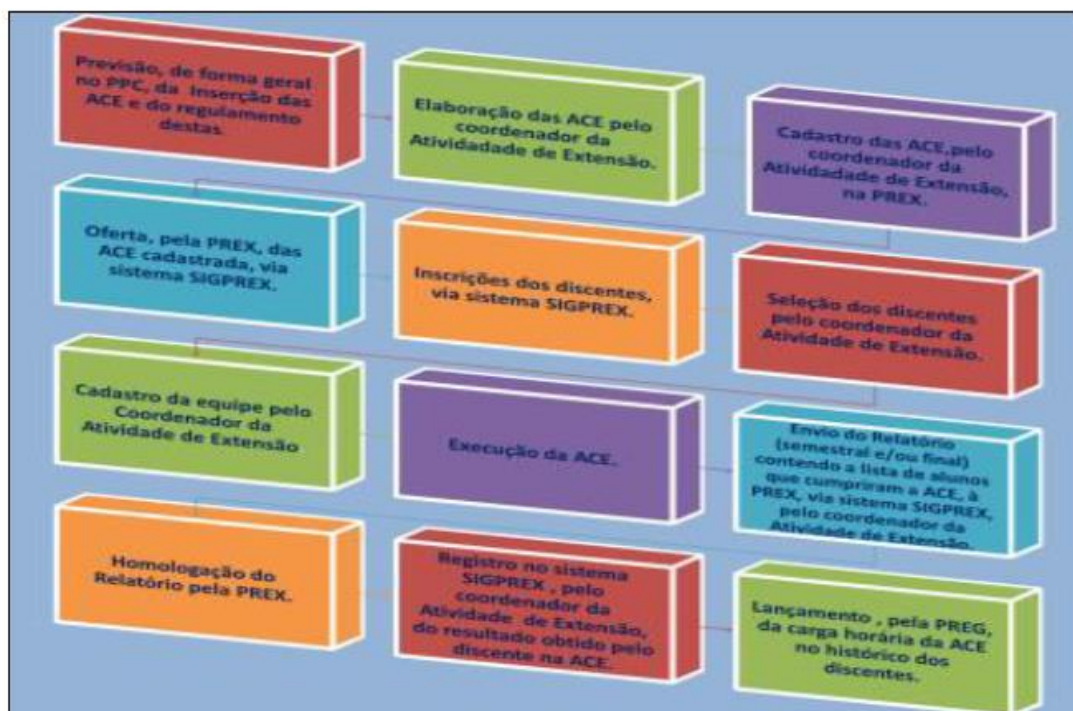 Previsão, de forma geral
no PPC, da Inserção das
ACE e do regulamento
destas.
Elaboração das ACE pelo
coordenador da
Atividadade de Extensão.
Cadastro das ACE,pelo
coordenador da
Atividadade de Extensão,
na PREX.
Oferta, pela PREX, das
ACE cadastrada, via
sistema SIGPREX.
Inscrições dos discentes,
via sistema SIGPREX.
Seleção dos discentes
pelo coordenador da
Atividade de Extensão.
Cadastro da equipe pelo
Coordenador da
Atividade de Extensão
Execução da ACE.
Envio do Relatório
(semestral e/ou final)
contendo a lista de alunos
que cumpriram a ACE, à
PREX, via sistema SIGPREX,
pelo coordenador da
Atividade de Extensão.
Homologação do
Relatório pela PREX.
Registro no sistema
SIGPREX , pelo
coordenador da
Atividade de Extensão,
do resultado obtido pelo
discente na ACE.
Lançamento , pela PREG,
da carga horária da ACE
no histórico dos
discentes.